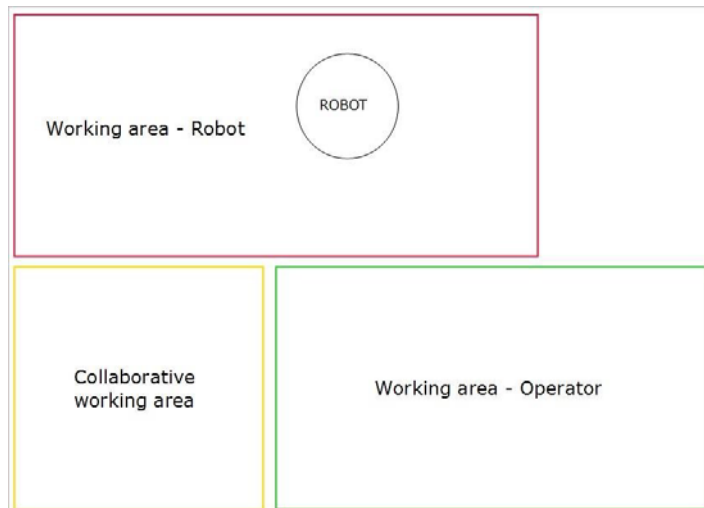 ROBOT
Working area - Robot
Collaborative
working area
Working area - Operator